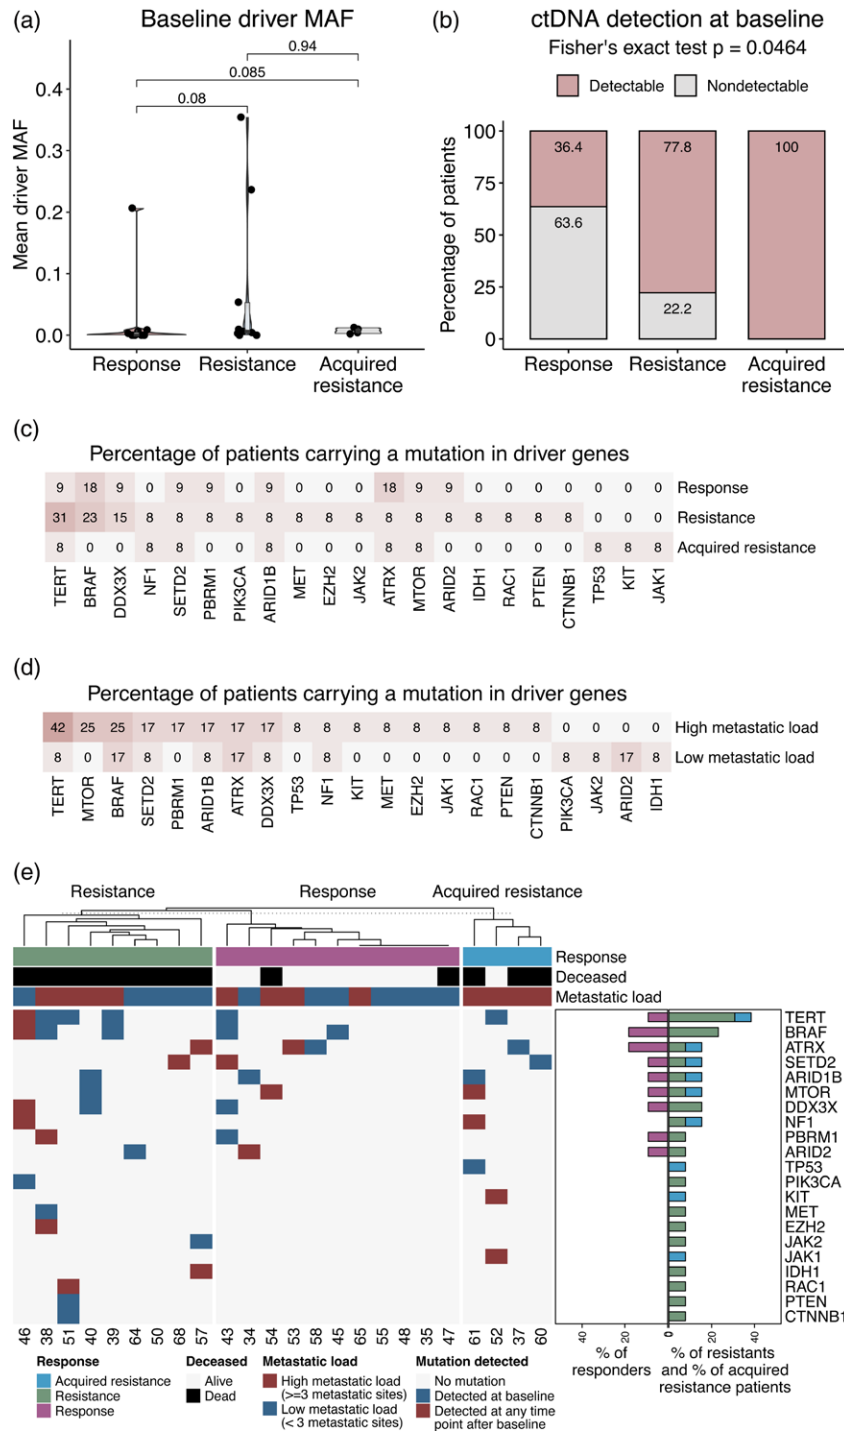 (a) Baseline driver MAF
0.94
0.085
0.08
Mean driver MAF
0.4
0.3
0.2
0.1
0.0
Response Resistance Acquired
resistance
(b) ctDNA detection at baseline
Fisher's exact test p = 0.0464
Detectable Nondetectable
Percentage of patients
100
75
50
25
0
36.4 77.8 100
63.6
22.2
Response Resistance Acquired
resistance
(c)
Percentage of patients carrying a mutation in driver genes
9 18 9 0 9 9 0 9 0 0 0 18 9 9 0 0 0 0 0 0 0 Response
31 23 15 8 8 8 8 8 8 8 8 8 8 8 8 8 8 8 0 0 0 Resistance
8 0 0 8 8 0 0 8 0 0 0 8 8 0 0 0 0 0 8 8 8 Acquired resistance
TERT BRAF DDX3X NF1 SETD2 PBRM1 PIK3CA ARID1B MET EZH2 JAK2 ATRX MTOR ARID2 IDH1 RAC1 PTEN CTNNB1 TP53 KIT JAK1
(d)
Percentage of patients carrying a mutation in driver genes
42 25 25 17 17 17 17 17 8 8 8 8 8 8 8 8 8 0 0 0 0 High metastatic load
8 0 17 8 0 8 17 8 0 8 0 0 0 0 0 0 0 8 8 17 8 Low metastatic load
TERT MTOR BRAF SETD2 PBRM1 ARID1B ATRX DDX3X TP53 NF1 KIT MET EZH2 JAK1 RAC1 PTEN CTNNB1 PIK3CA JAK2 ARID2 IDH1
(e)
Resistance Response Acquired resistance
Response
Deceased
Metastatic load
TERT
BRAF
ATRX
SETD2
ARID1B
MTOR
DDX3X
NF1
PBRM1
ARID2
TP53
PIK3CA
KIT
MET
EZH2
JAK2
JAK1
IDH1
RAC1
PTEN
CTNNB1
46 38 51 40 39 64 50 68 57 43 34 54 53 58 45 65 55 48 35 47 61 52 37 60
40 20 0 0 20 40
% of
responders
% of resistants
and % of acquired
resistance patients
Response
Acquired resistance
Resistance
Response
Deceased
Alive
Dead
Metastatic load
High metastatic load
(>=3 metastatic sites)
Low metastatic load
(< 3 metastatic sites)
Mutation detected
No mutation
Detected at baseline
Detected at any time
point after baseline